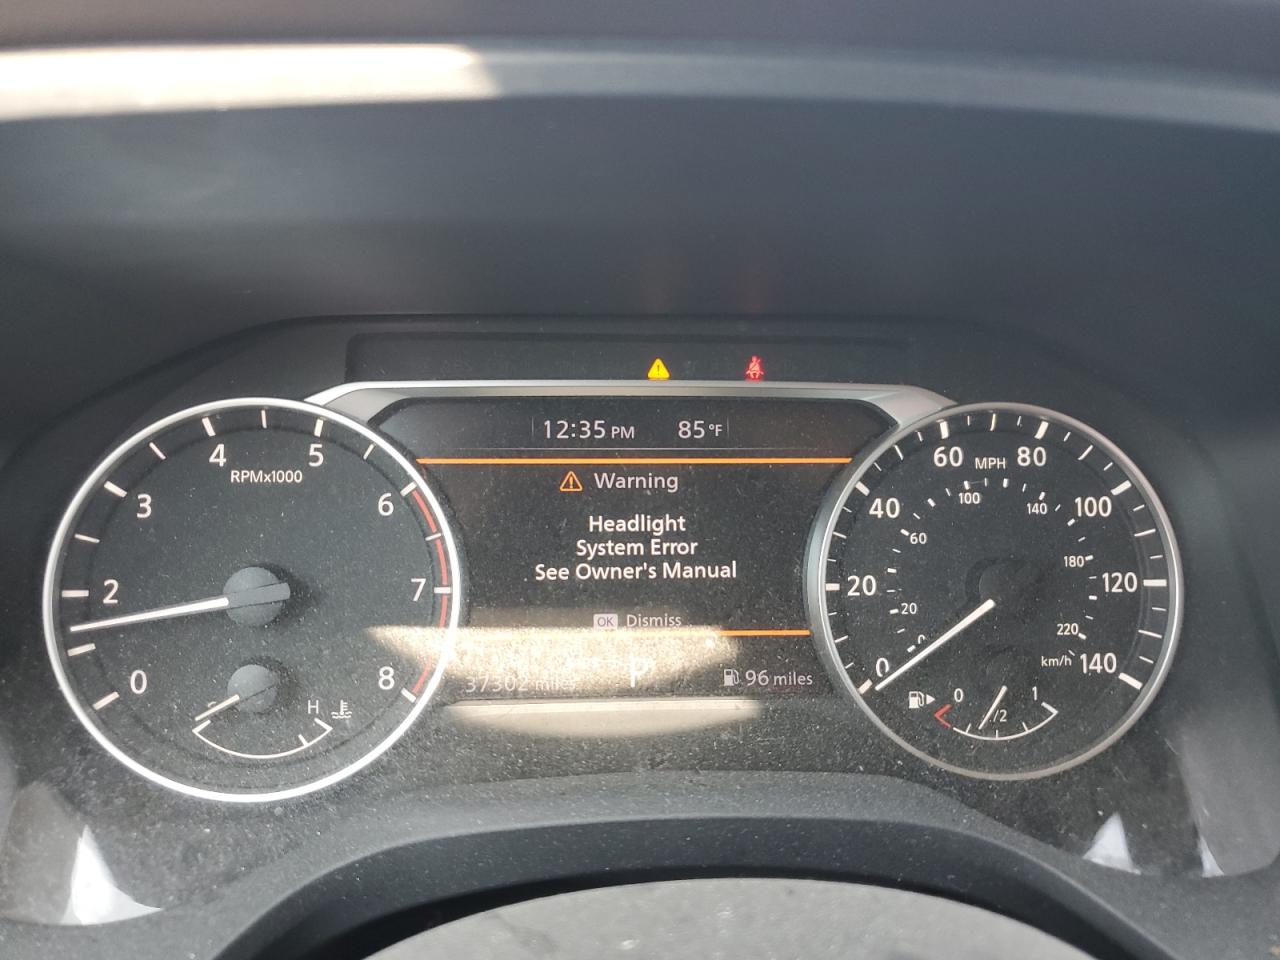 12:35 PM 85°F
Warning
Headlight
System Error
See Owner's Manual
OK Dismiss
37302 miles
P
96 miles
RPMx1000
0
2
3
4
5
6
7
8
H
MPH
0
20
40
60
80
100
120
140
km/h
0
20
60
100
140
180
220
0
1/2
1